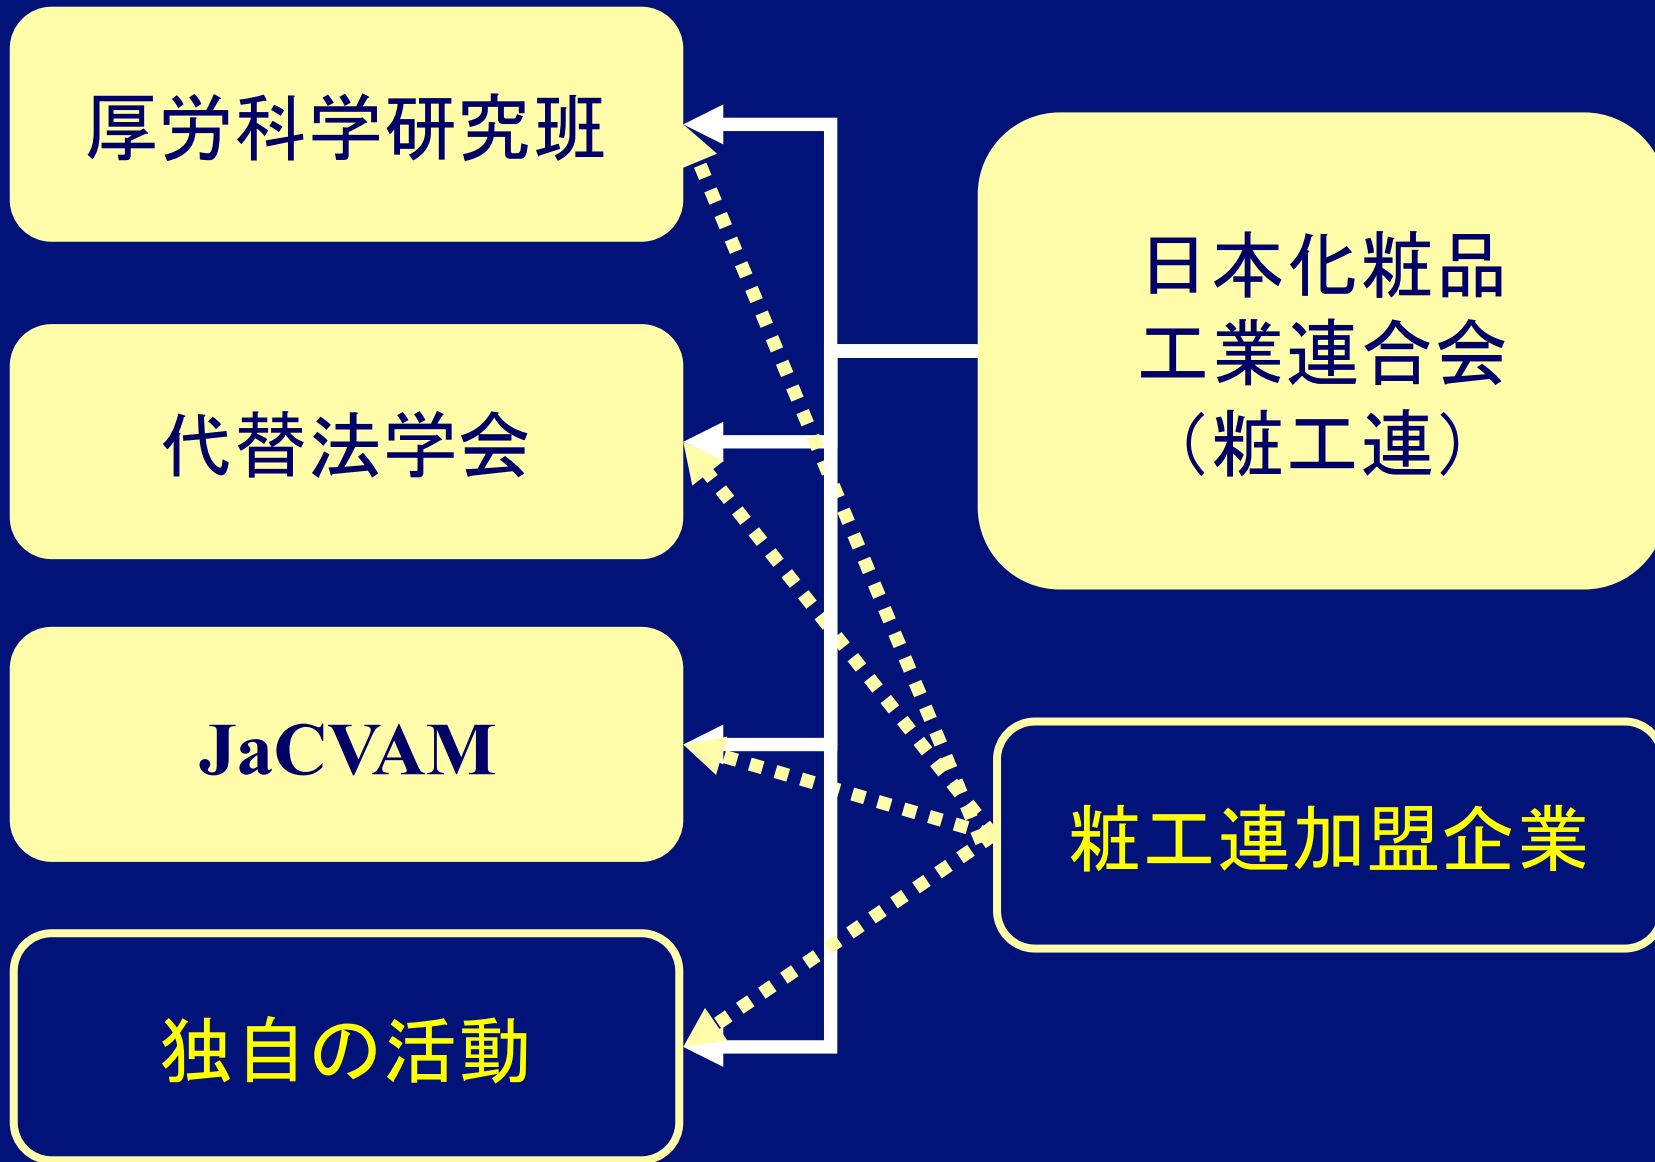 厚労科学研究班
代替法学会
JaCVAM
独自の活動
日本化粧品
工業連合会
（粧工連）
粧工連加盟企業